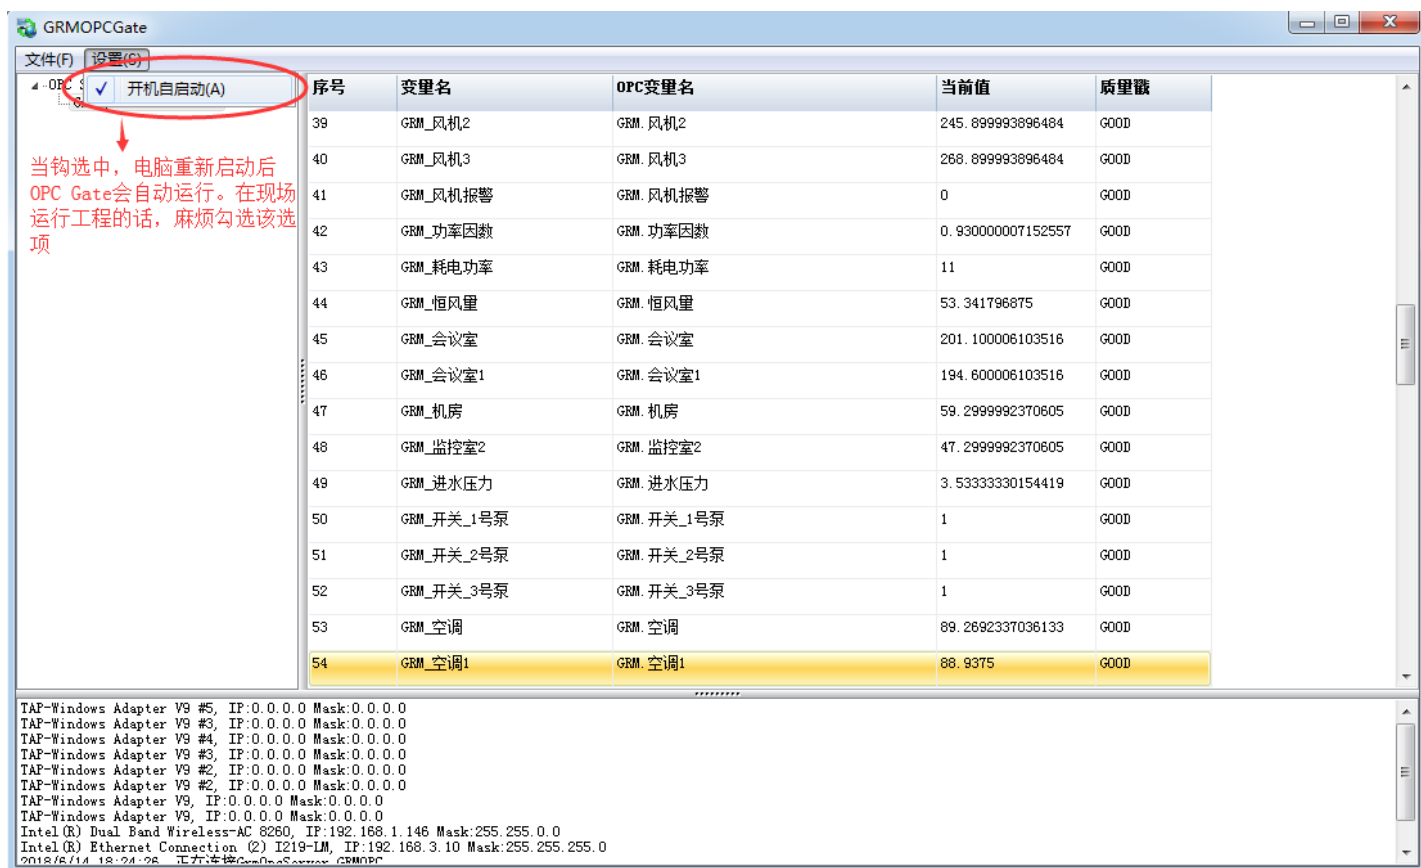 GRMOPCGate
文件(F) 设置(S)
OPC S
✓ 开机自启动(A)
当钩选中，电脑重新启动后
OPC Gate会自动运行。在现场
运行工程的话，麻烦勾选该选
项
序号 变量名 OPC变量名 当前值 质量戳
39 GRM_风机2 GRM.风机2 245.899993896484 GOOD
40 GRM_风机3 GRM.风机3 268.899993896484 GOOD
41 GRM_风机报警 GRM.风机报警 0 GOOD
42 GRM_功率因数 GRM.功率因数 0.930000007152557 GOOD
43 GRM_耗电功率 GRM.耗电功率 11 GOOD
44 GRM_恒风量 GRM.恒风量 53.341796875 GOOD
45 GRM_会议室 GRM.会议室 201.100006103516 GOOD
46 GRM_会议室1 GRM.会议室1 194.600006103516 GOOD
47 GRM_机房 GRM.机房 59.2999992370605 GOOD
48 GRM_监控室2 GRM.监控室2 47.2999992370605 GOOD
49 GRM_进水压力 GRM.进水压力 3.53333330154419 GOOD
50 GRM_开关_1号泵 GRM.开关_1号泵 1 GOOD
51 GRM_开关_2号泵 GRM.开关_2号泵 1 GOOD
52 GRM_开关_3号泵 GRM.开关_3号泵 1 GOOD
53 GRM_空调 GRM.空调 89.2692337036133 GOOD
54 GRM_空调1 GRM.空调1 88.9375 GOOD
TAP-Windows Adapter V9 #5, IP:0.0.0.0 Mask:0.0.0.0
TAP-Windows Adapter V9 #3, IP:0.0.0.0 Mask:0.0.0.0
TAP-Windows Adapter V9 #4, IP:0.0.0.0 Mask:0.0.0.0
TAP-Windows Adapter V9 #3, IP:0.0.0.0 Mask:0.0.0.0
TAP-Windows Adapter V9 #2, IP:0.0.0.0 Mask:0.0.0.0
TAP-Windows Adapter V9 #2, IP:0.0.0.0 Mask:0.0.0.0
TAP-Windows Adapter V9, IP:0.0.0.0 Mask:0.0.0.0
TAP-Windows Adapter V9, IP:0.0.0.0 Mask:0.0.0.0
Intel(R) Dual Band Wireless-AC 8260, IP:192.168.1.146 Mask:255.255.0.0
Intel(R) Ethernet Connection (2) I219-LM, IP:192.168.3.10 Mask:255.255.255.0
2018/6/14 18:24:26 正在连接GrmOpcServer GRMOPC